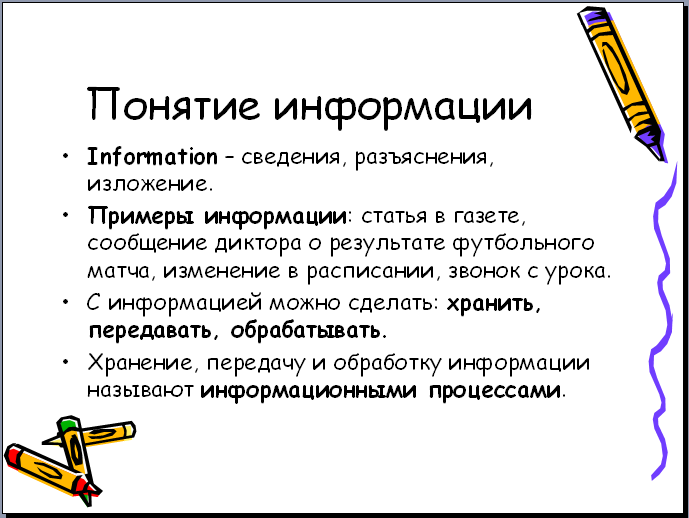 Понятие информации
• Information – сведения, разъяснения,
изложение.
• Примеры информации: статья в газете,
сообщение диктора о результате футбольного
матча, изменение в расписании, звонок с урока.
• С информацией можно сделать: хранить,
передавать, обрабатывать.
• Хранение, передачу и обработку информации
называют информационными процессами.